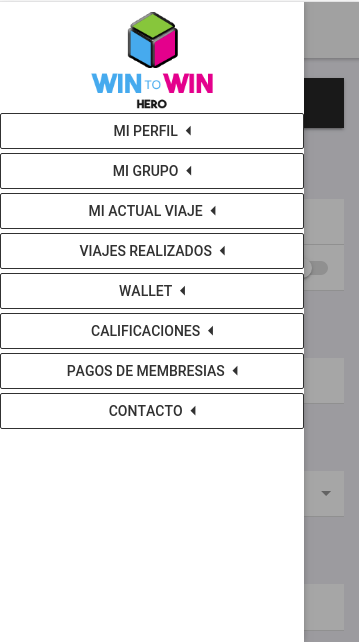 WIN TO WIN
HERO
MI PERFIL
MI GRUPO
MI ACTUAL VIAJE
VIAJES REALIZADOS
WALLET
CALIFICACIONES
PAGOS DE MEMBRESIAS
CONTACTO